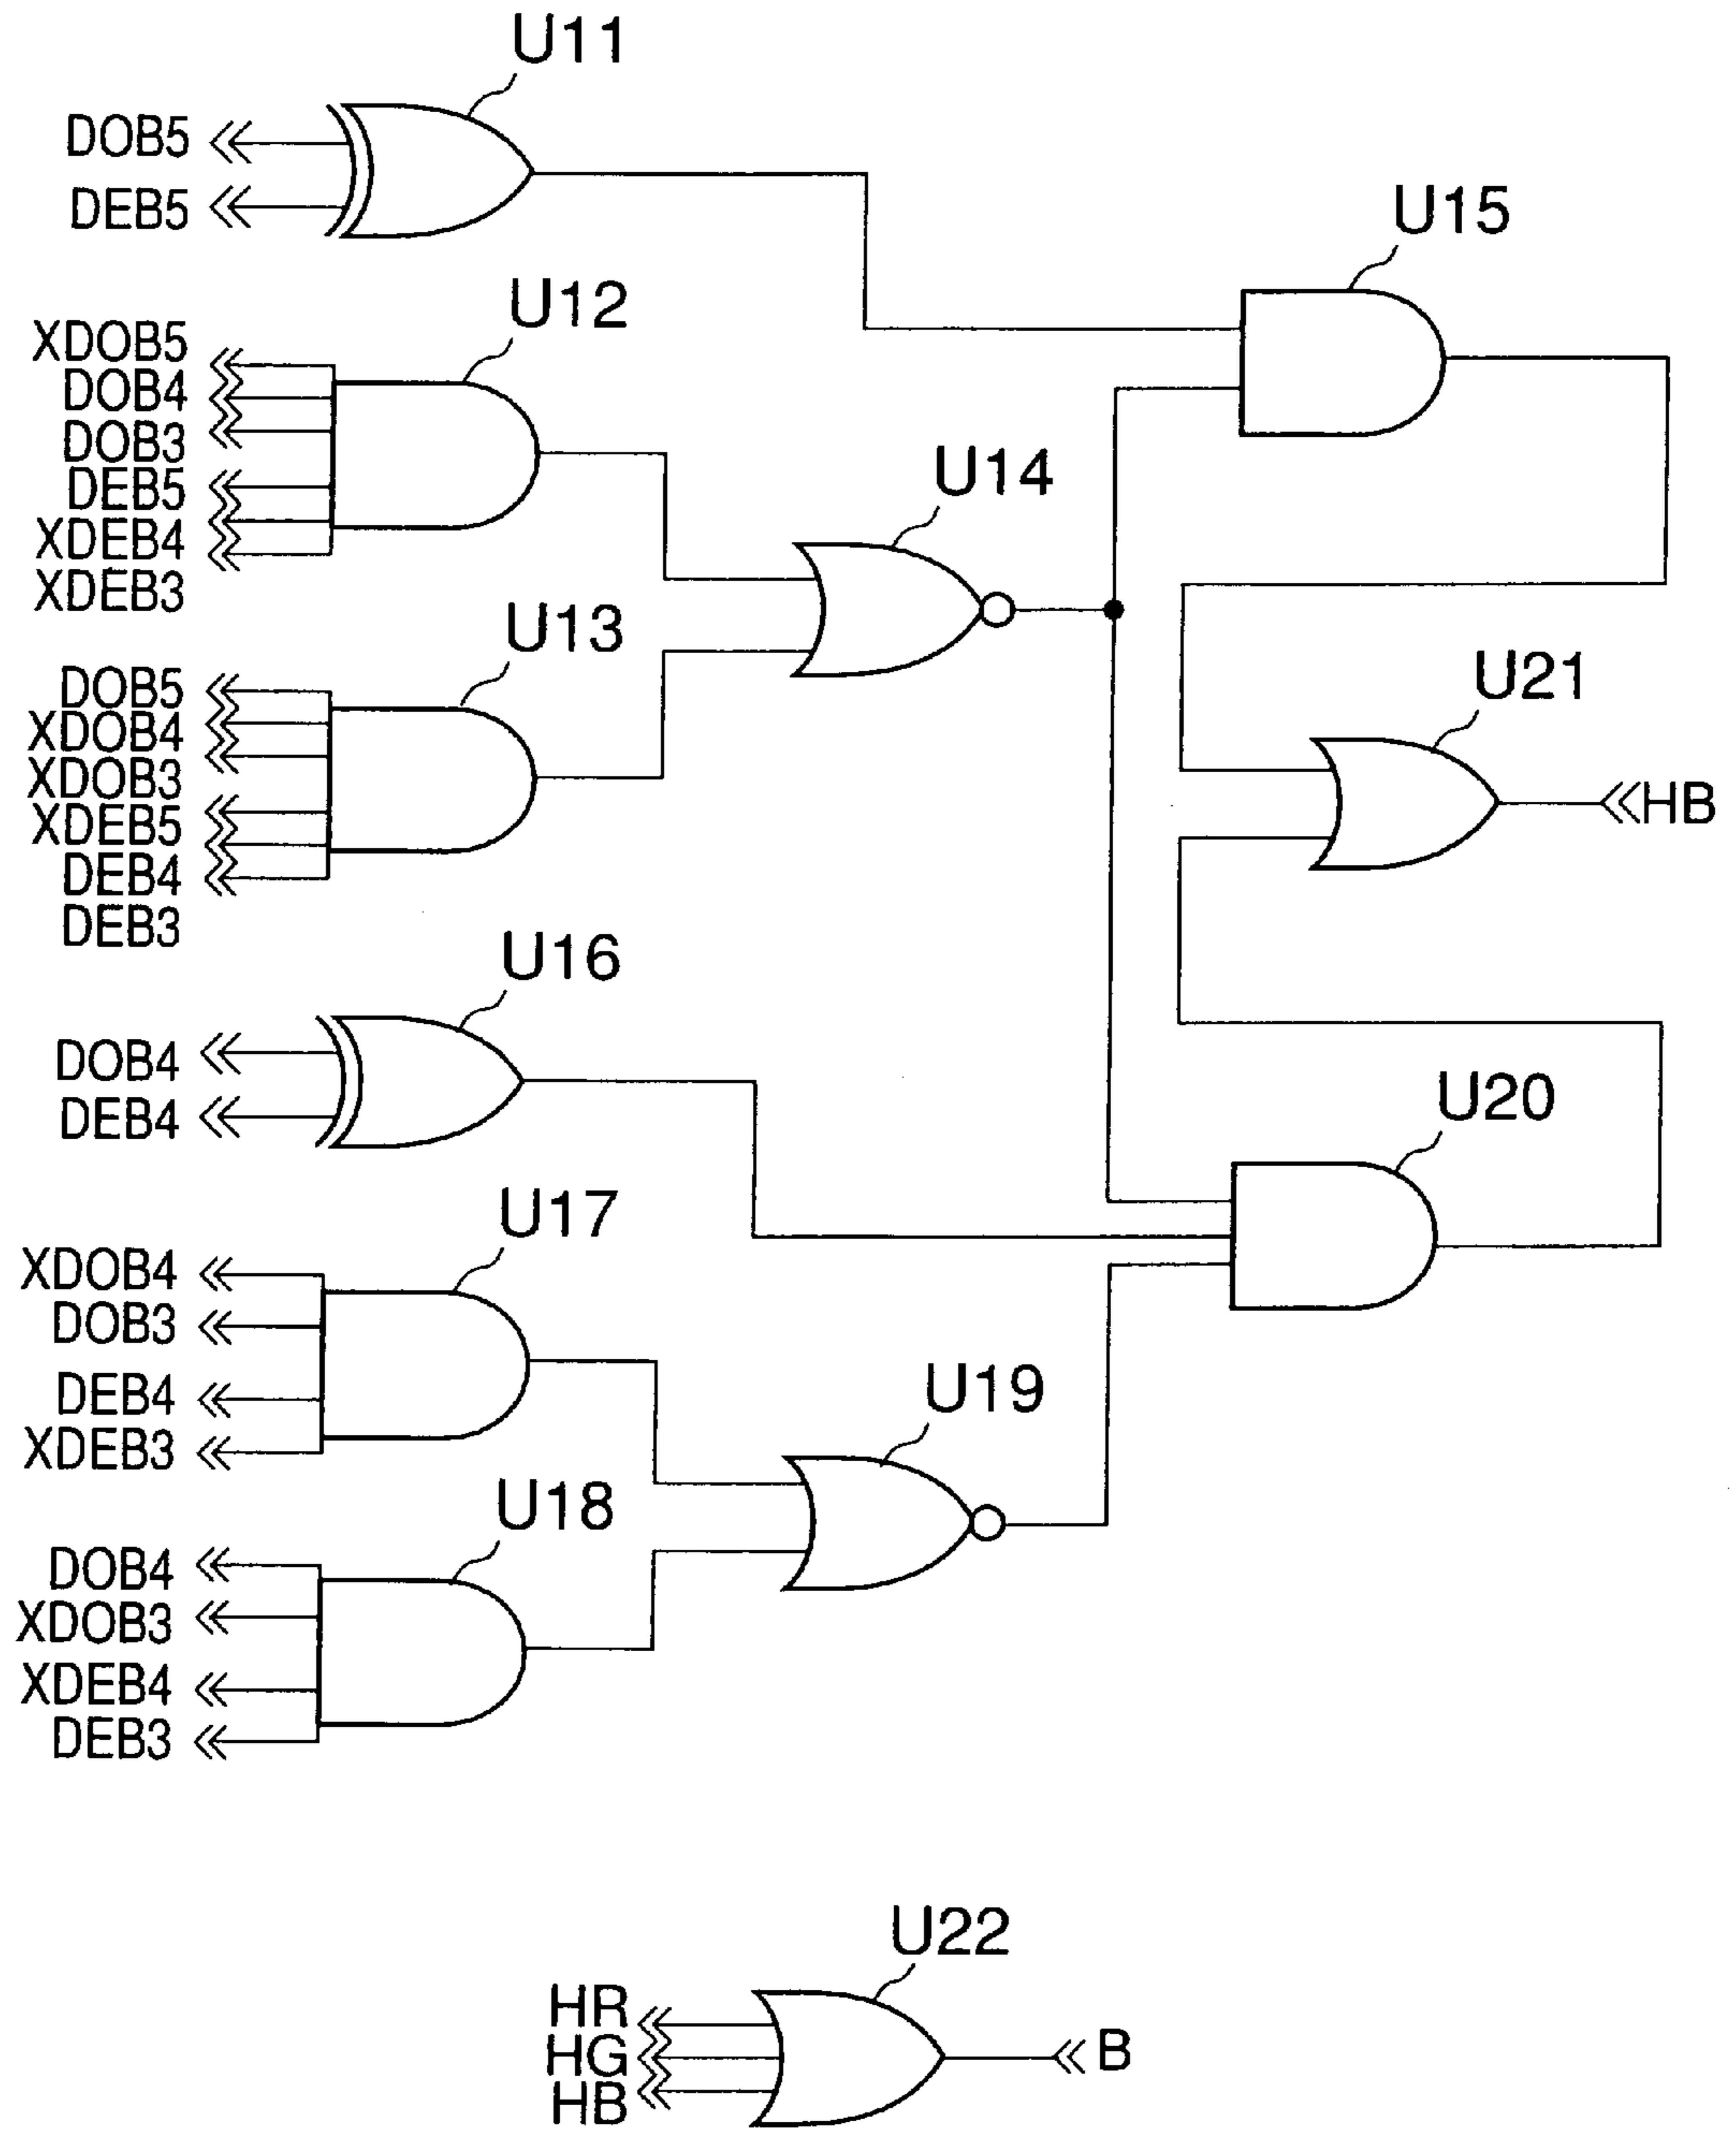 U11
DOB5
DEB5
U15
U12
XDOB5
DOB4
DOB3
DEB5
XDEB4
XDEB3
U14
U13
DOB5
XDOB4
XDOB3
XDEB5
DEB4
DEB3
U21
HB
U16
DOB4
DEB4
U20
U17
XDOB4
DOB3
DEB4
XDEB3
U19
U18
DOB4
XDOB3
XDEB4
DEB3
U22
HR
HG
HB
B